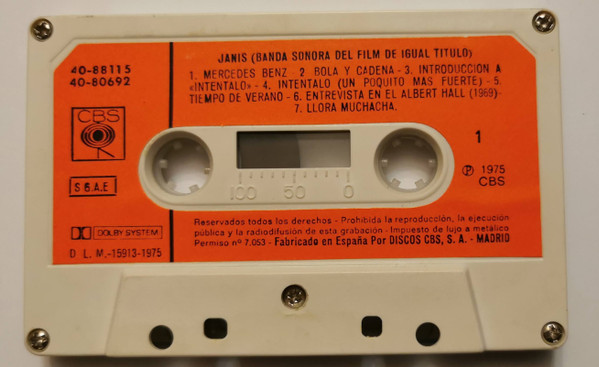 JANIS (BANDA SONORA DEL FILM DE IGUAL TITULO)
40-88115
40-80692
1. MERCEDES BENZ - 2 BOLA Y CADENA - 3. INTRODUCCION A
«INTENTALO» - 4. INTENTALO (UN POQUITO MAS FUERTE) - 5.
TIEMPO DE VERANO - 6. ENTREVISTA EN EL ALBERT HALL (1969)-
7. LLORA MUCHACHA.
CBS
S G.A.E
1
℗ 1975
CBS
100 50 0
DOLBY SYSTEM
D L. M.-15913-1975
Reservados todos los derechos - Prohibida la reproducción, la ejecución
pública y la radiodifusión de esta grabación - Impuesto de lujo a metálico
Permiso nº 7.053 - Fabricado en España Por DISCOS CBS, S. A. - MADRID